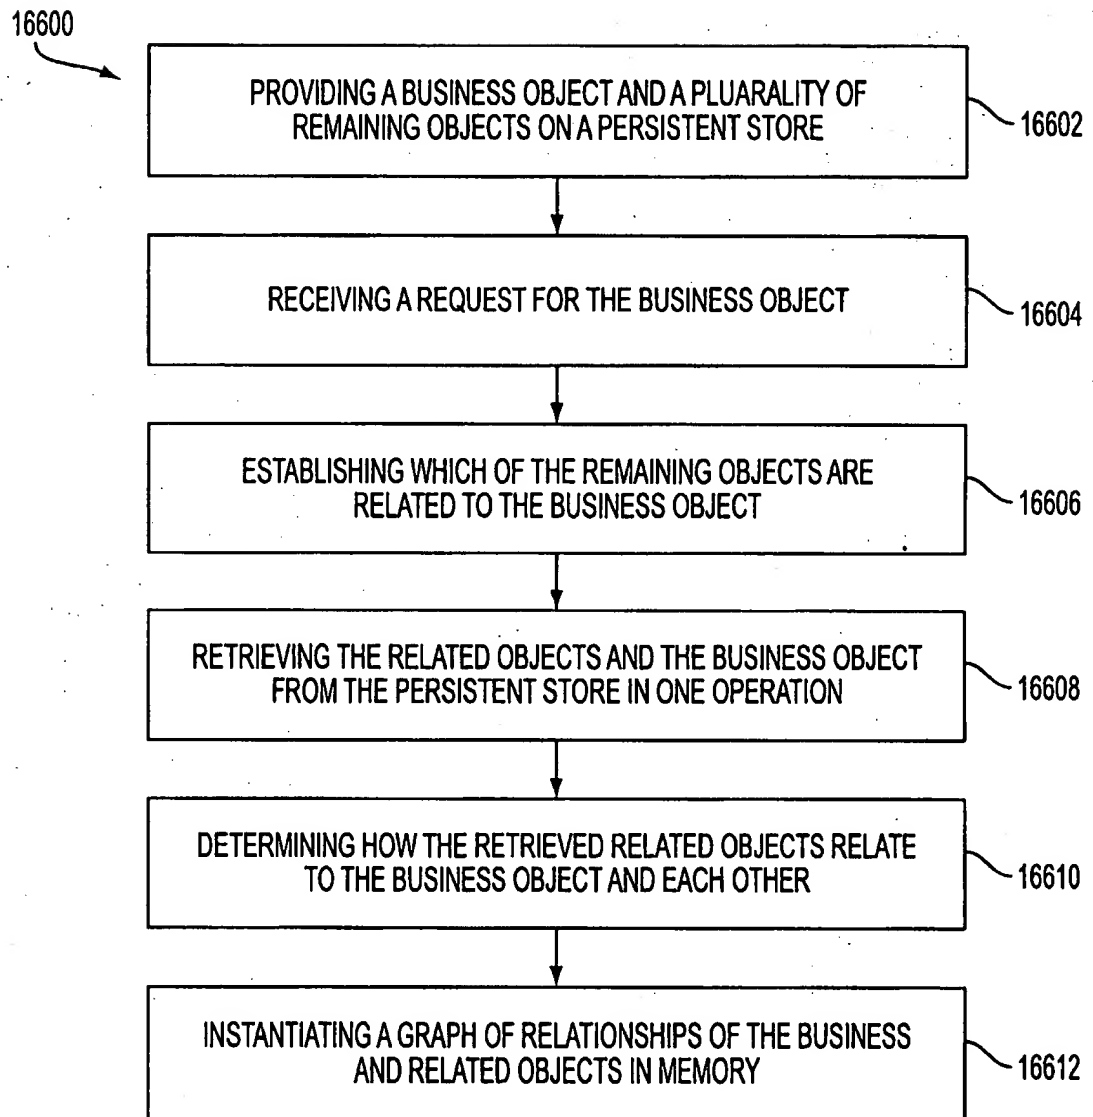 16600
PROVIDING A BUSINESS OBJECT AND A PLUARALITY OF
REMAINING OBJECTS ON A PERSISTENT STORE
16602
RECEIVING A REQUEST FOR THE BUSINESS OBJECT
16604
ESTABLISHING WHICH OF THE REMAINING OBJECTS ARE
RELATED TO THE BUSINESS OBJECT
16606
RETRIEVING THE RELATED OBJECTS AND THE BUSINESS OBJECT
FROM THE PERSISTENT STORE IN ONE OPERATION
16608
DETERMINING HOW THE RETRIEVED RELATED OBJECTS RELATE
TO THE BUSINESS OBJECT AND EACH OTHER
16610
INSTANTIATING A GRAPH OF RELATIONSHIPS OF THE BUSINESS
AND RELATED OBJECTS IN MEMORY
16612